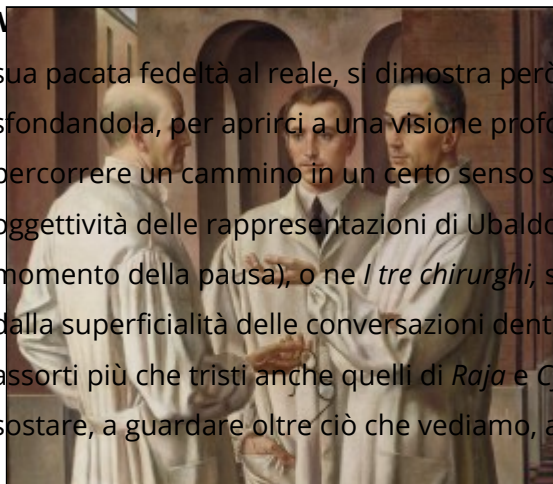 sua pacata fedeltà al reale, si dimostra però
sfondandola, per aprirci a una visione
percorrere un cammino in un certo senso
oggettività delle rappresentazioni di Ubaldo
momento della pausa), o ne I tre chirurghi,
dalla superficialità delle conversazioni
assorti più che tristi anche quelli di Raja e
sostare, a guardare oltre ciò che vediamo, a